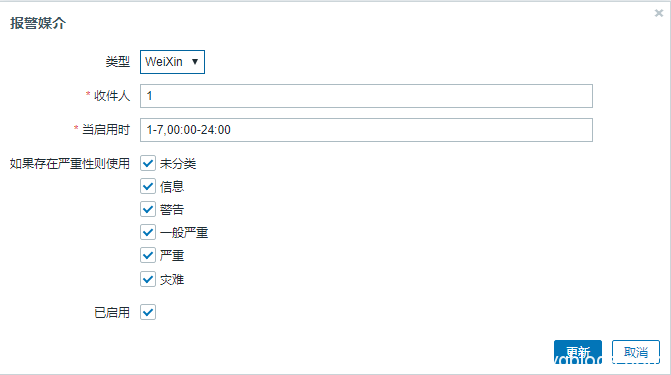 报警媒介
类型 WeiXin
* 收件人 1
* 当启用时 1-7,00:00-24:00
如果存在严重性则使用 未分类
信息
警告
一般严重
严重
灾难
已启用
更新 取消